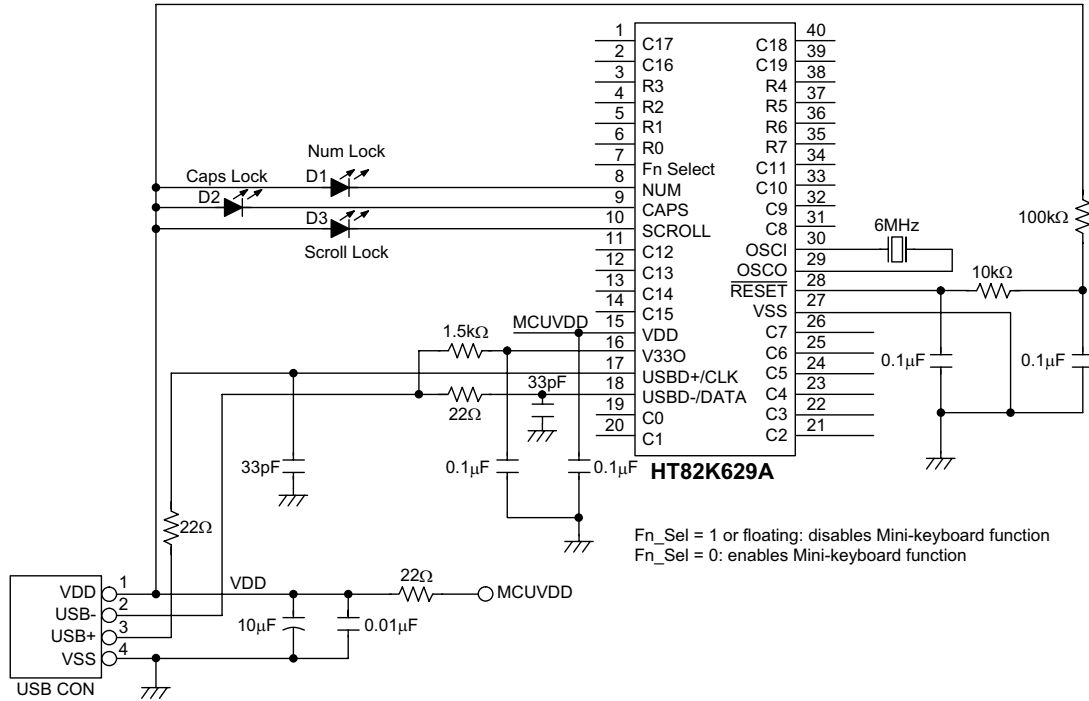 1
C17
2
C16
3
R3
4
R2
5
R1
6
R0
7
Fn Select
8
NUM
9
CAPS
10
SCROLL
11
C12
12
C13
13
C14
14
C15
15
VDD
16
V33O
17
USBD+/CLK
18
USBD-/DATA
19
C0
20
C1
40
C18
39
C19
38
R4
37
R5
36
R6
35
R7
34
C11
33
C10
32
C9
31
C8
30
OSCI
29
OSCO
28
RESET
27
VSS
26
C7
25
C6
24
C5
23
C4
22
C3
21
C2
HT82K629A
Num Lock
D1
Caps Lock
D2
D3
Scroll Lock
6MHz
100kΩ
10kΩ
0.1μF
0.1μF
MCUVDD
1.5kΩ
22Ω
33pF
33pF
0.1μF
0.1μF
22Ω
Fn_Sel = 1 or floating: disables Mini-keyboard function
Fn_Sel = 0: enables Mini-keyboard function
VDD 1
USB- 2
USB+ 3
VSS 4
USB CON
VDD
22Ω
MCUVDD
10μF
0.01μF